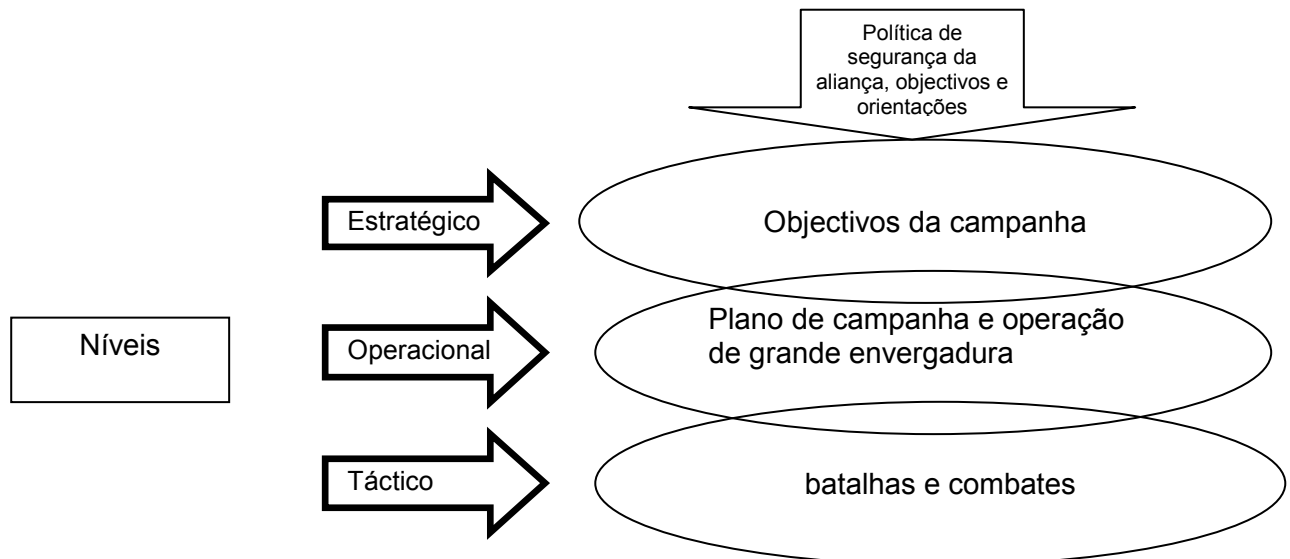 Política de
segurança da
aliança, objectivos e
orientações
Estratégico
Objectivos da campanha
Níveis
Operacional
Plano de campanha e operação
de grande envergadura
Táctico
batalhas e combates